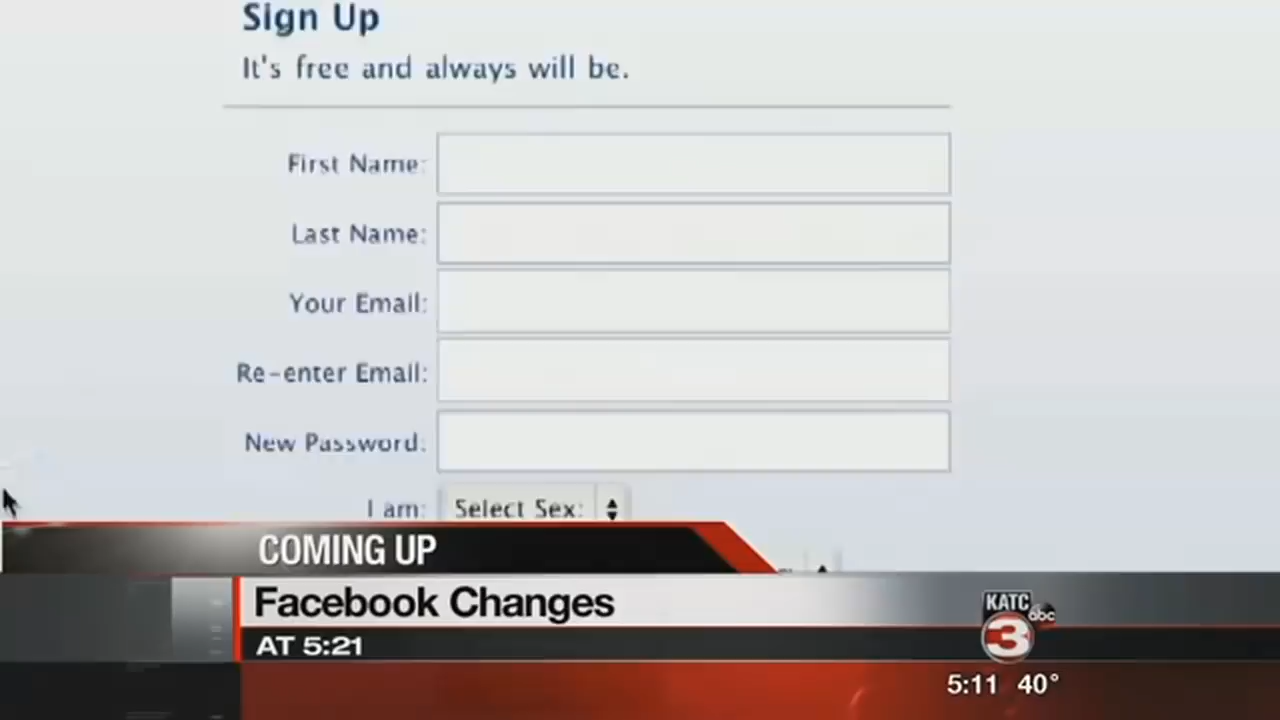 Sign Up
It's free and always will be.
First Name:
Last Name:
Your Email:
Re-enter Email:
New Password:
I am: Select Sex:
COMING UP
Facebook Changes
AT 5:21
KATC
abc
3
5:11 40°